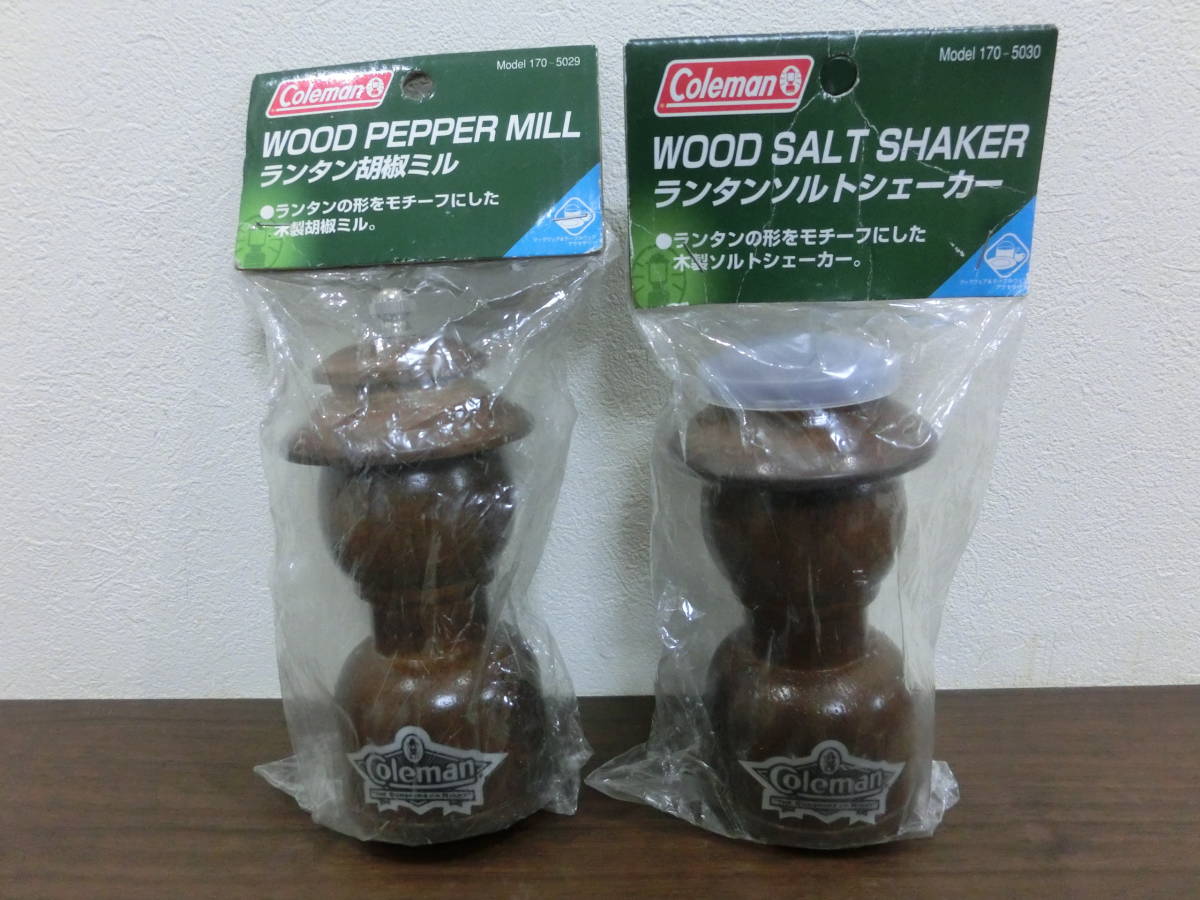 Model 170-5029
Coleman
WOOD PEPPER MILL
ランタン胡椒ミル
●ランタンの形をモチーフにした
木製胡椒ミル。
Coleman
Model 170-5030
Coleman
WOOD SALT SHAKER
ランタンソルトシェーカー
●ランタンの形をモチーフにした
木製ソルトシェーカー。
Coleman